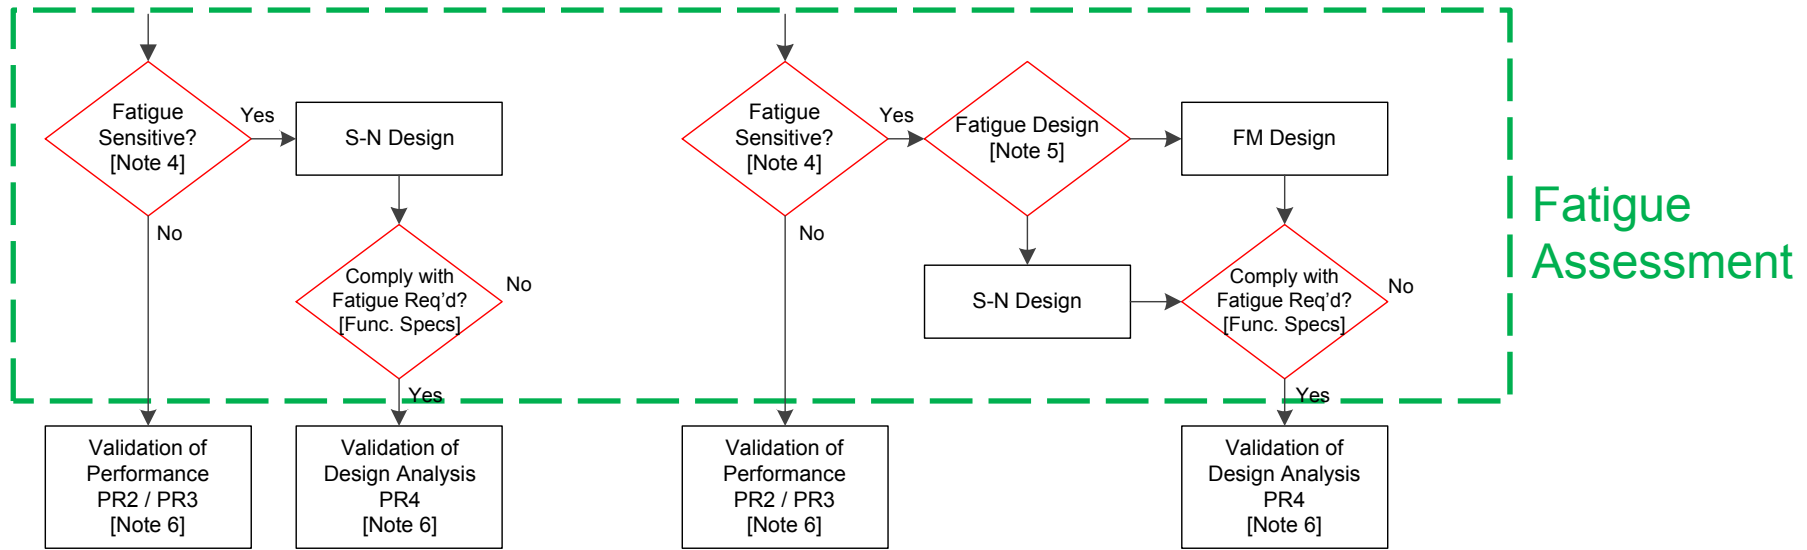 Fatigue
Sensitive?
[Note 4]
Yes
No
S-N Design
Comply with
Fatigue Req'd?
[Func. Specs]
No
Yes
Fatigue
Sensitive?
[Note 4]
Yes
No
Fatigue Design
[Note 5]
FM Design
S-N Design
Comply with
Fatigue Req'd?
[Func. Specs]
No
Yes
Fatigue
Assessment
Validation of
Performance
PR2 / PR3
[Note 6]
Validation of
Design Analysis
PR4
[Note 6]
Validation of
Performance
PR2 / PR3
[Note 6]
Validation of
Design Analysis
PR4
[Note 6]